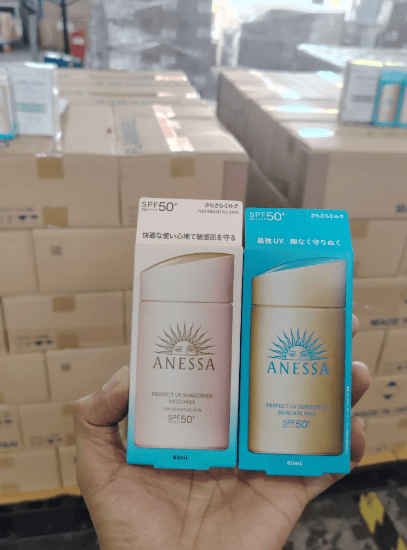 SPF50+
PA++++
さらさらミルク
FOR SENSITIVE SKIN
快適な使い心地で敏感肌を守る
ANESSA
PERFECT UV SUNSCREEN
MILD MILK
FOR SENSITIVE SKIN
SPF50+
60mL
SPF50+
さらさらミルク
最強UV、隙なく守りぬく
ANESSA
PERFECT UV SUNSCREEN
SKINCARE MILK
SPF50+
60mL
MADE IN